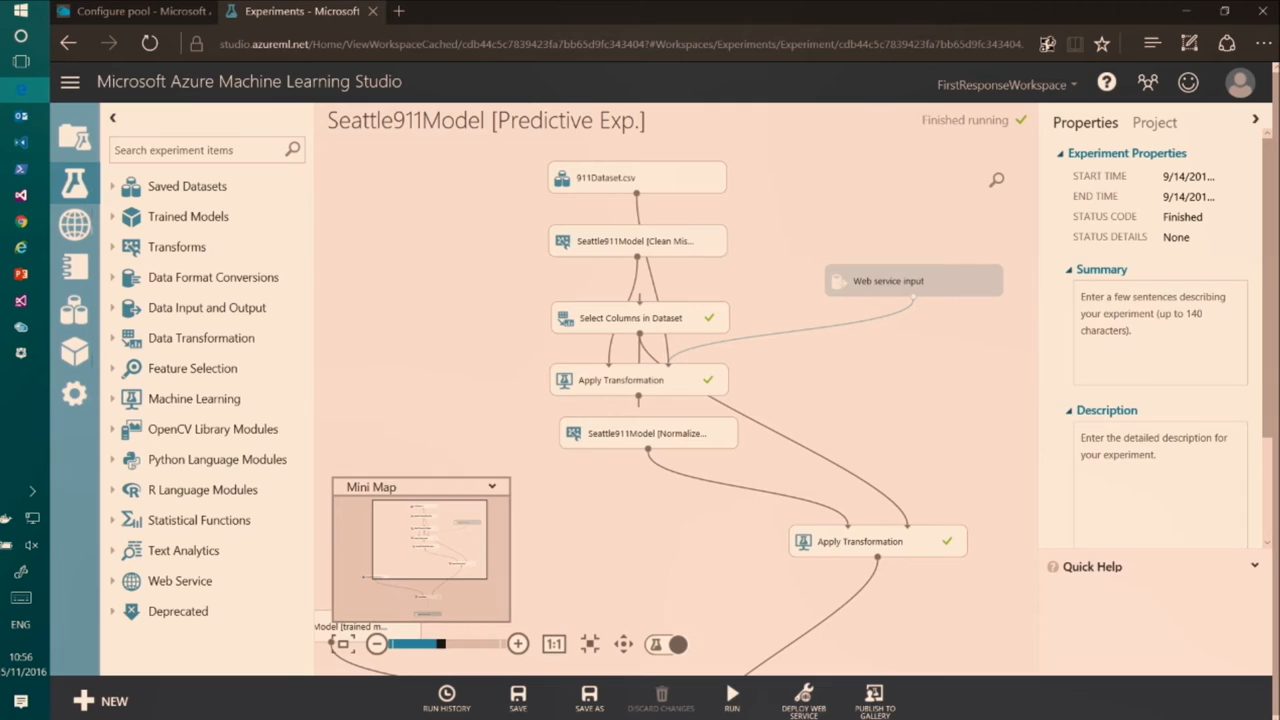 Configure pool - Microsoft
Experiments - Microsoft
studio.azureml.net/Home/ViewWorkspaceCached/cdb44c5c7839423fa7bb65d9fc343404?#Workspaces/Experiments/Experiment/cdb44c5c7839423fa7bb65d9fc343404.
Microsoft Azure Machine Learning Studio
FirstResponseWorkspace
Search experiment items
Saved Datasets
Trained Models
Transforms
Data Format Conversions
Data Input and Output
Data Transformation
Feature Selection
Machine Learning
OpenCV Library Modules
Python Language Modules
R Language Modules
Statistical Functions
Text Analytics
Web Service
Deprecated
Seattle911Model [Predictive Exp.]
Finished running
911Dataset.csv
Seattle911Model [Clean Mis...
Web service input
Select Columns in Dataset
Apply Transformation
Seattle911Model [Normalize...
Apply Transformation
Mini Map
Model [trained m...
1:1
Properties
Project
Experiment Properties
START TIME 9/14/201...
END TIME 9/14/201...
STATUS CODE Finished
STATUS DETAILS None
Summary
Enter a few sentences describing
your experiment (up to 140
characters).
Description
Enter the detailed description for
your experiment.
Quick Help
ENG
10:56
5/11/2016
NEW
RUN HISTORY
SAVE
SAVE AS
DISCARD CHANGES
RUN
DEPLOY WEB
SERVICE
PUBLISH TO
GALLERY